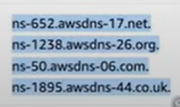 ns-652.awsdns-17.net.
ns-1238.awsdns-26.org.
ns-50.awsdns-06.com.
ns-1895.awsdns-44.co.uk.